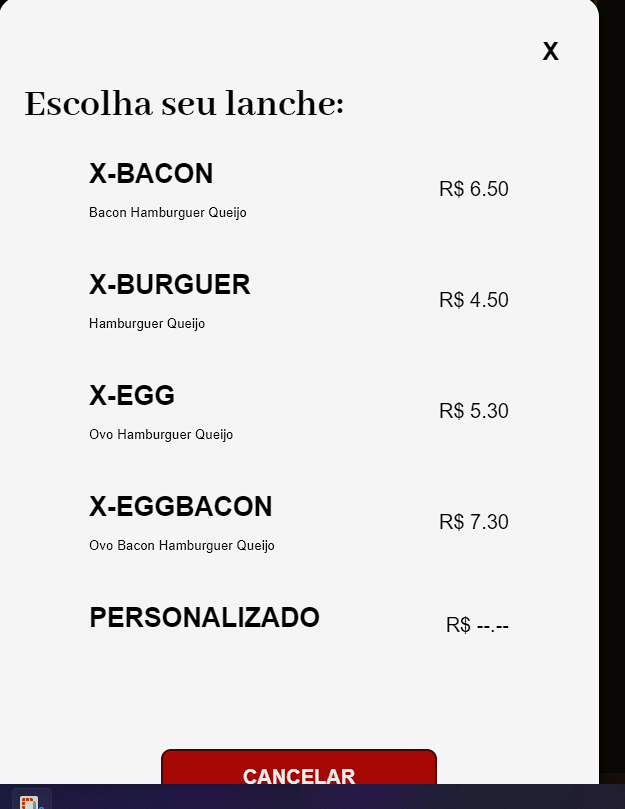 X
Escolha seu lanche:
X-BACON
R$ 6.50
Bacon Hamburguer Queijo
X-BURGUER
R$ 4.50
Hamburguer Queijo
X-EGG
R$ 5.30
Ovo Hamburguer Queijo
X-EGGBACON
R$ 7.30
Ovo Bacon Hamburguer Queijo
PERSONALIZADO
R$ --.--
CANCELAR